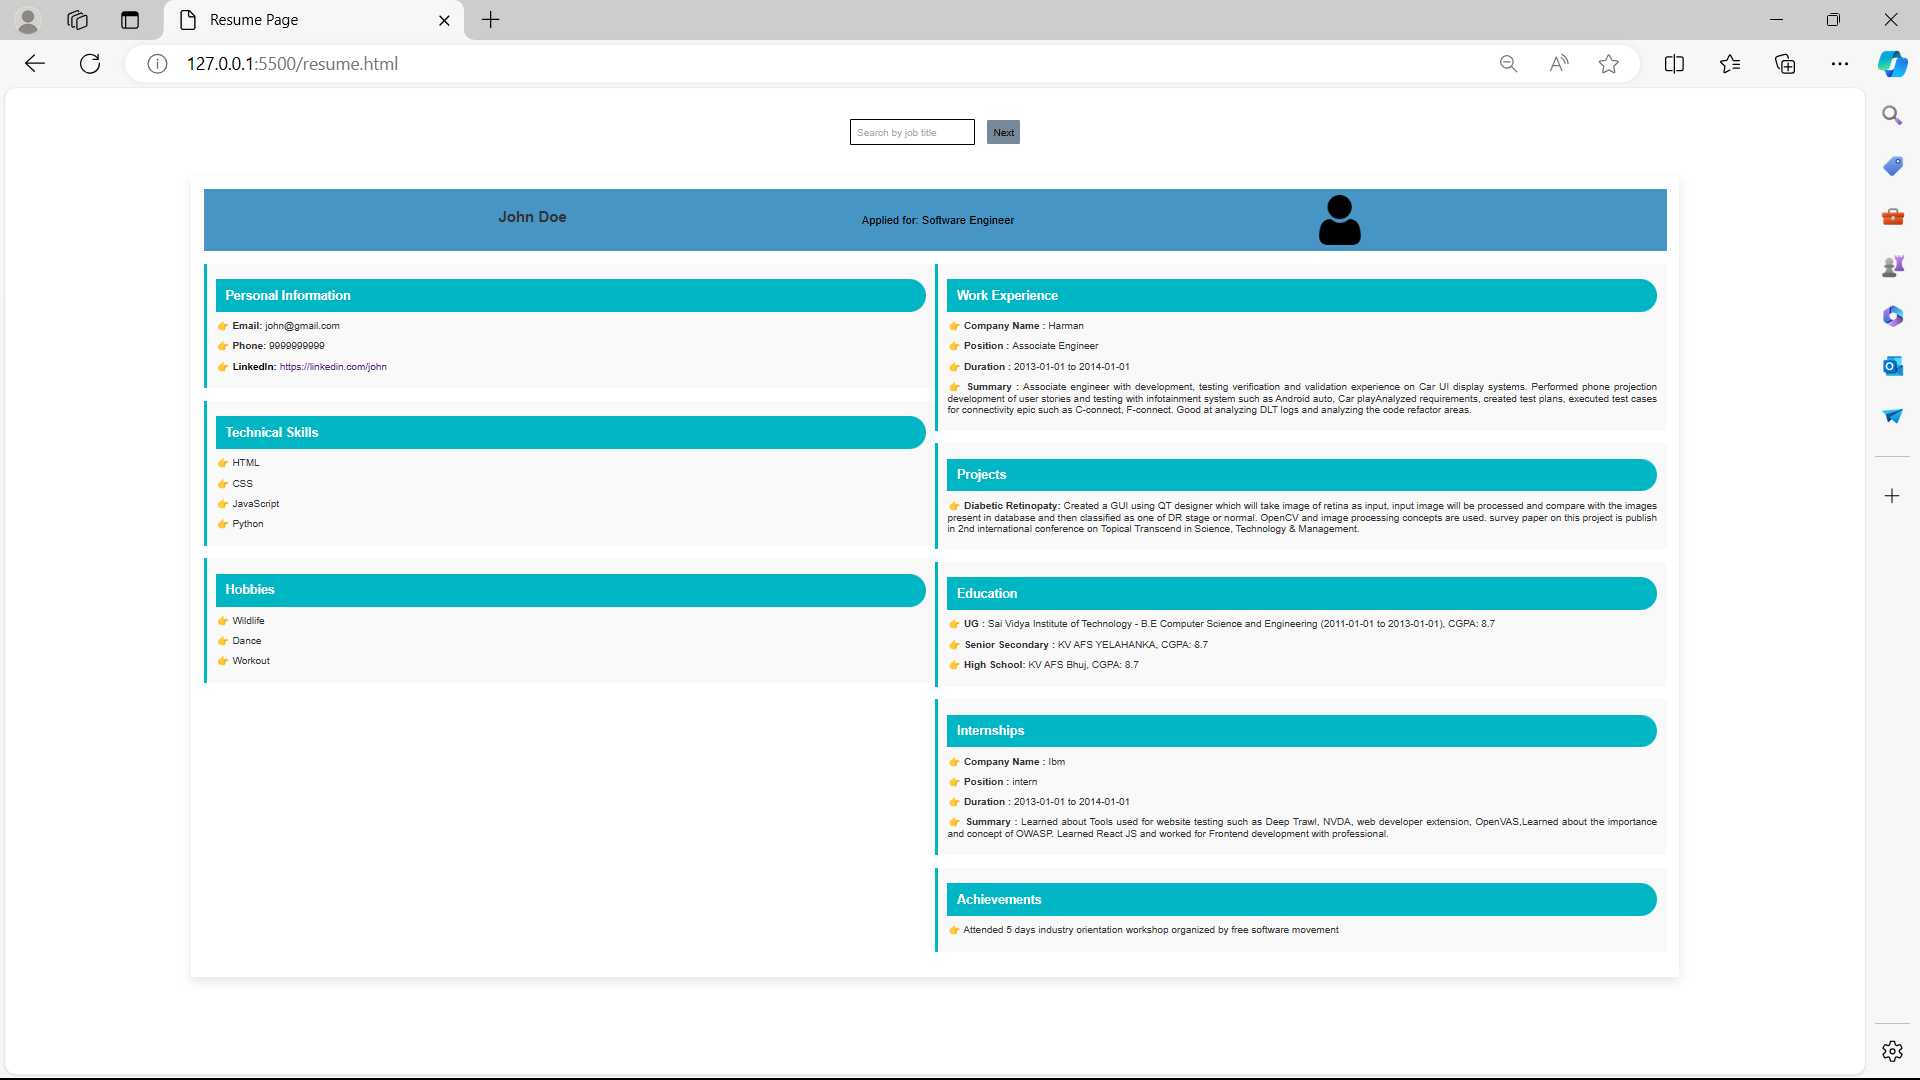 Resume Page
127.0.0.1:5500/resume.html
Search by job title
Next
John Doe
Applied for: Software Engineer
Personal Information
👉 Email: john@gmail.com
👉 Phone: 9999999999
👉 LinkedIn: https://linkedin.com/john
Technical Skills
👉 HTML
👉 CSS
👉 JavaScript
👉 Python
Hobbies
👉 Wildlife
👉 Dance
👉 Workout
Work Experience
👉 Company Name : Harman
👉 Position : Associate Engineer
👉 Duration : 2013-01-01 to 2014-01-01
👉 Summary : Associate engineer with development, testing verification and validation experience on Car UI display systems. Performed phone projection
development of user stories and testing with infotainment system such as Android auto, Car playAnalyzed requirements, created test plans, executed test cases
for connectivity epic such as C-connect, F-connect. Good at analyzing DLT logs and analyzing the code refactor areas.
Projects
👉 Diabetic Retinopaty: Created a GUI using QT designer which will take image of retina as input, input image will be processed and compare with the images
present in database and then classified as one of DR stage or normal. OpenCV and image processing concepts are used. survey paper on this project is publish
in 2nd international conference on Topical Transcend in Science, Technology & Management.
Education
👉 UG : Sai Vidya Institute of Technology - B.E Computer Science and Engineering (2011-01-01 to 2013-01-01), CGPA: 8.7
👉 Senior Secondary : KV AFS YELAHANKA, CGPA: 8.7
👉 High School: KV AFS Bhuj, CGPA: 8.7
Internships
👉 Company Name : Ibm
👉 Position : intern
👉 Duration : 2013-01-01 to 2014-01-01
👉 Summary : Learned about Tools used for website testing such as Deep Trawl, NVDA, web developer extension, OpenVAS,Learned about the importance
and concept of OWASP. Learned React JS and worked for Frontend development with professional.
Achievements
👉 Attended 5 days industry orientation workshop organized by free software movement